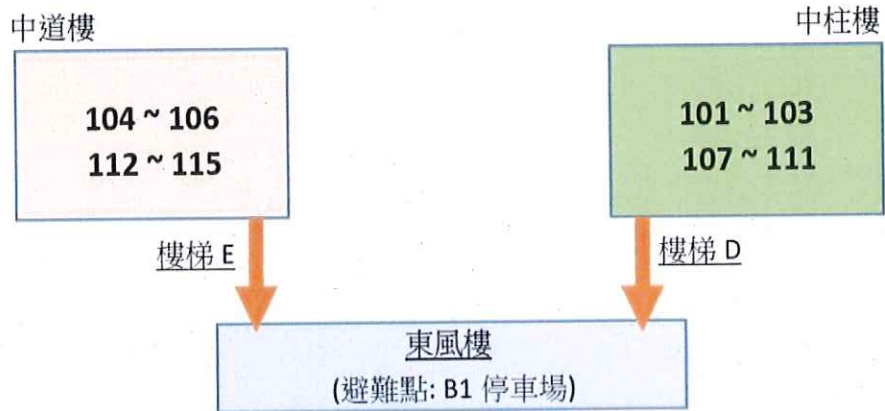 中道樓
中柱樓
104 ~ 106
112 ~ 115
101 ~ 103
107 ~ 111
樓梯 E
樓梯 D
東風樓
(避難點: B1 停車場)